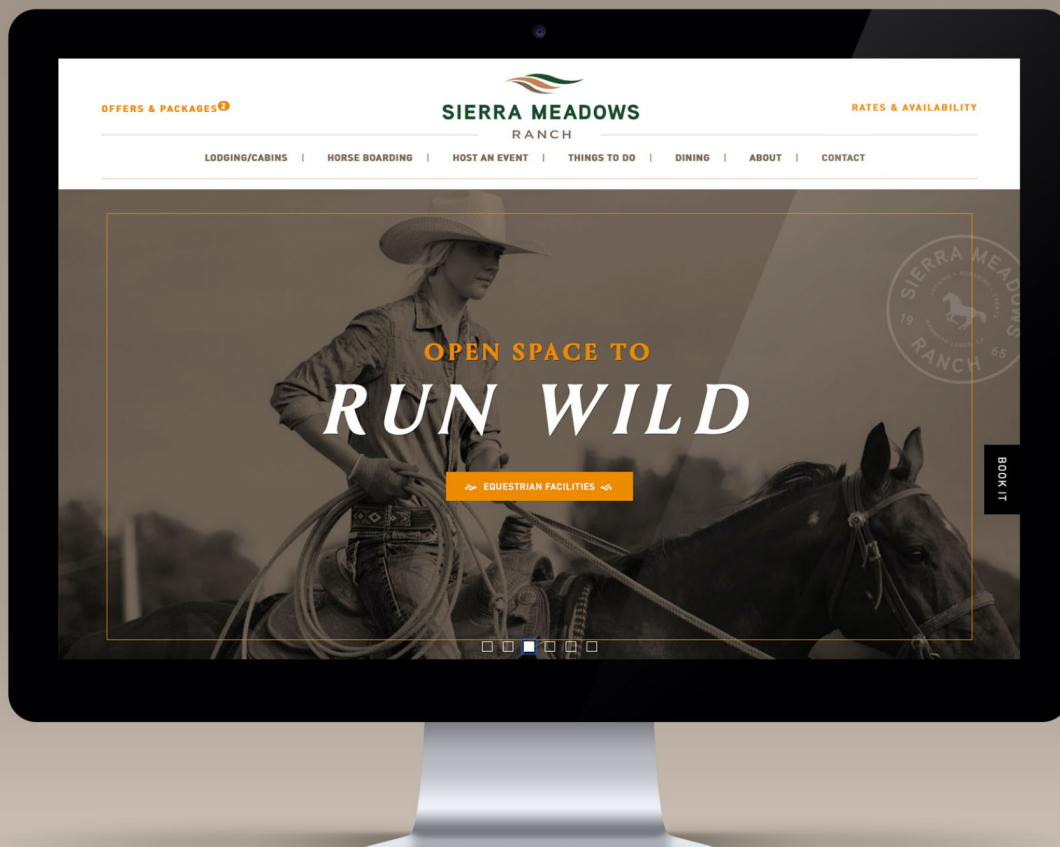 OFFERS & PACKAGES 2
SIERRA MEADOWS
RANCH
RATES & AVAILABILITY
LODGING/CABINS | HORSE BOARDING | HOST AN EVENT | THINGS TO DO | DINING | ABOUT | CONTACT
SIERRA MEADOWS
19 65
RANCH
OPEN SPACE TO
RUN WILD
EQUESTRIAN FACILITIES
BOOK IT